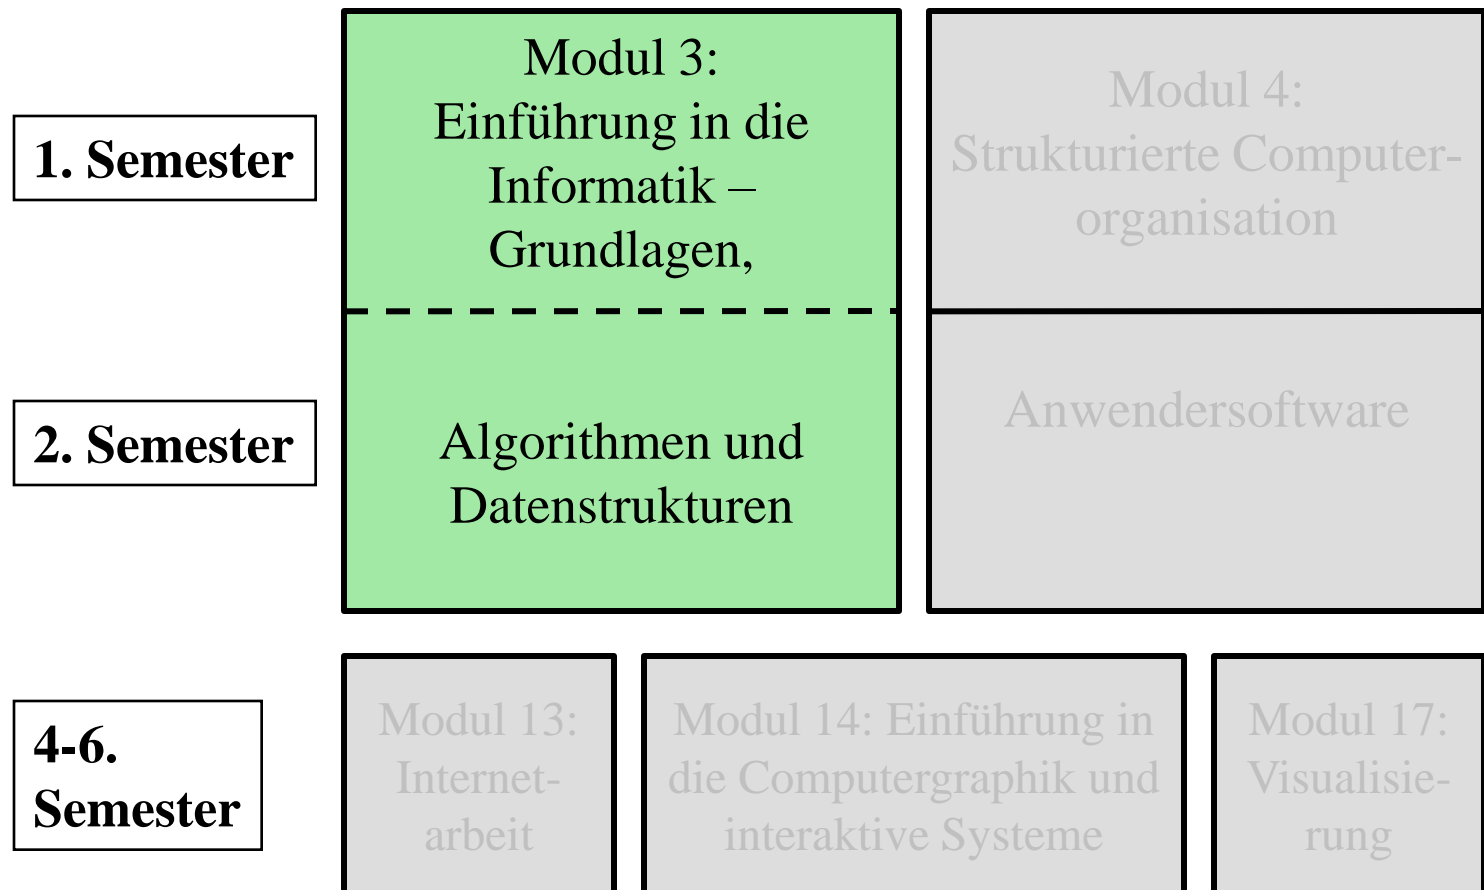 1. Semester
Modul 3:
Einführung in die
Informatik –
Grundlagen,
Modul 4:
Strukturierte Computer-
organisation
2. Semester
Algorithmen und
Datenstrukturen
Anwendersoftware
4-6.
Semester
Modul 13:
Internet-
arbeit
Modul 14: Einführung in
die Computergraphik und
interaktive Systeme
Modul 17:
Visualisie-
rung